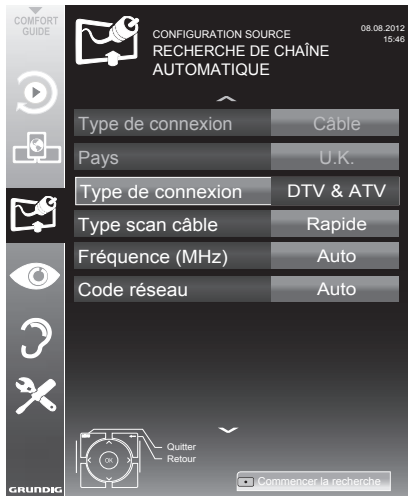 COMFORT
GUIDE
CONFIGURATION SOURCE
RECHERCHE DE CHAÎNE
AUTOMATIQUE
08.08.2012
15:46
Type de connexion Câble
Pays U.K.
Type de connexion DTV & ATV
Type scan câble Rapide
Fréquence (MHz) Auto
Code réseau Auto
OK
Quitter
Retour
Commencer la recherche
GRUNDIG